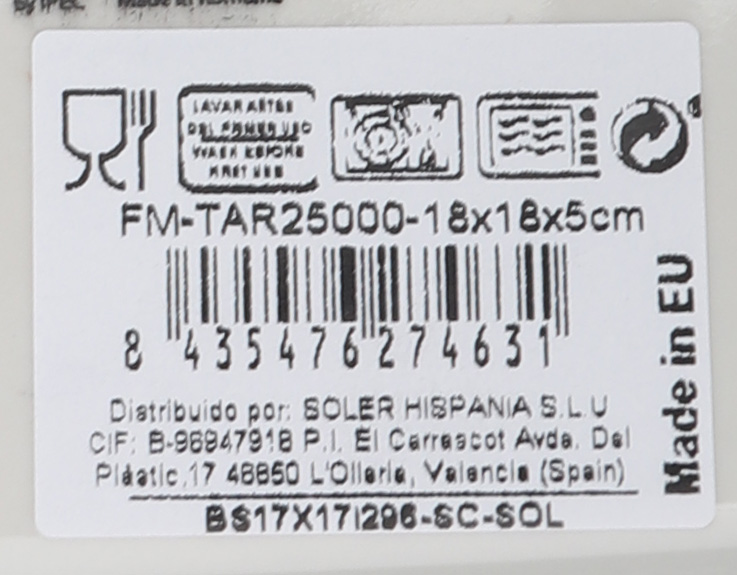 LAVAR ANTES
DEL PRIMER USO
WASH BEFORE
FIRST USE
FM-TAR25000-18x18x5cm
8 435476 274631
Made in EU
Distribuido por: SOLER HISPANIA S.L.U
CIF: B-96947918 P.I. El Carrascot Avda. Del
Plàstic,17 46850 L'Olleria, Valencia (Spain)
BS17X17I296-SC-SOL